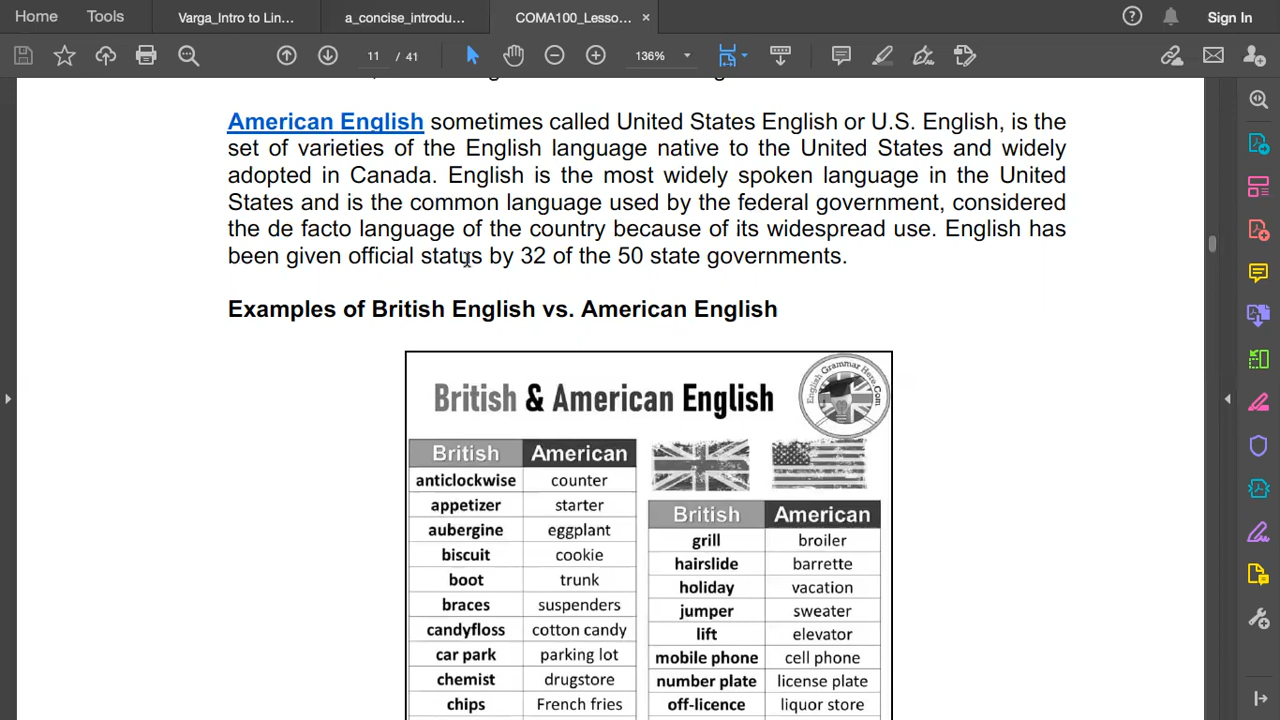 Home
Tools
Varga_Intro to Lin...
a_concise_introdu...
COMA100_Lesso...
Sign In
11 / 41
136%
American English sometimes called United States English or U.S. English, is the
set of varieties of the English language native to the United States and widely
adopted in Canada. English is the most widely spoken language in the United
States and is the common language used by the federal government, considered
the de facto language of the country because of its widespread use. English has
been given official status by 32 of the 50 state governments.
Examples of British English vs. American English
British & American English
English Grammar Here.Com
British American
anticlockwise counter
appetizer starter
aubergine eggplant
biscuit cookie
boot trunk
braces suspenders
candyfloss cotton candy
car park parking lot
chemist drugstore
chips French fries
British American
grill broiler
hairslide barrette
holiday vacation
jumper sweater
lift elevator
mobile phone cell phone
number plate license plate
off-licence liquor store